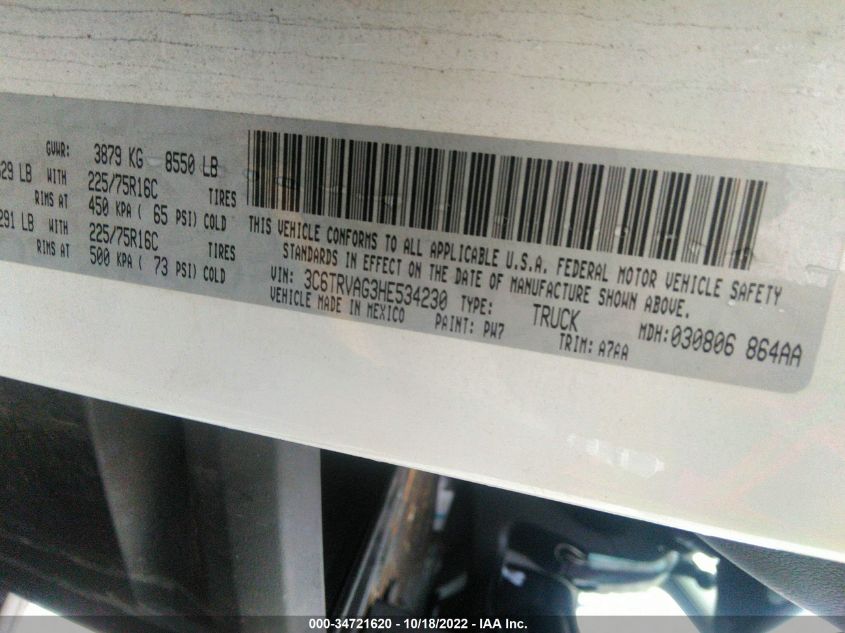 GVWR: 3879 KG 8550 LB
LB WITH 225/75R16C TIRES
RIMS AT 450 KPA ( 65 PSI) COLD
LB WITH 225/75R16C TIRES
RIMS AT 500 KPA ( 73 PSI) COLD
THIS VEHICLE CONFORMS TO ALL APPLICABLE U.S.A. FEDERAL MOTOR VEHICLE SAFETY
STANDARDS IN EFFECT ON THE DATE OF MANUFACTURE SHOWN ABOVE.
VIN: 3C6TRVAG3HE534230 TYPE: TRUCK MDH:030806 864AA
VEHICLE MADE IN MEXICO PAINT: PW7 TRIM: A7AA
000-34721620 - 10/18/2022 - IAA Inc.